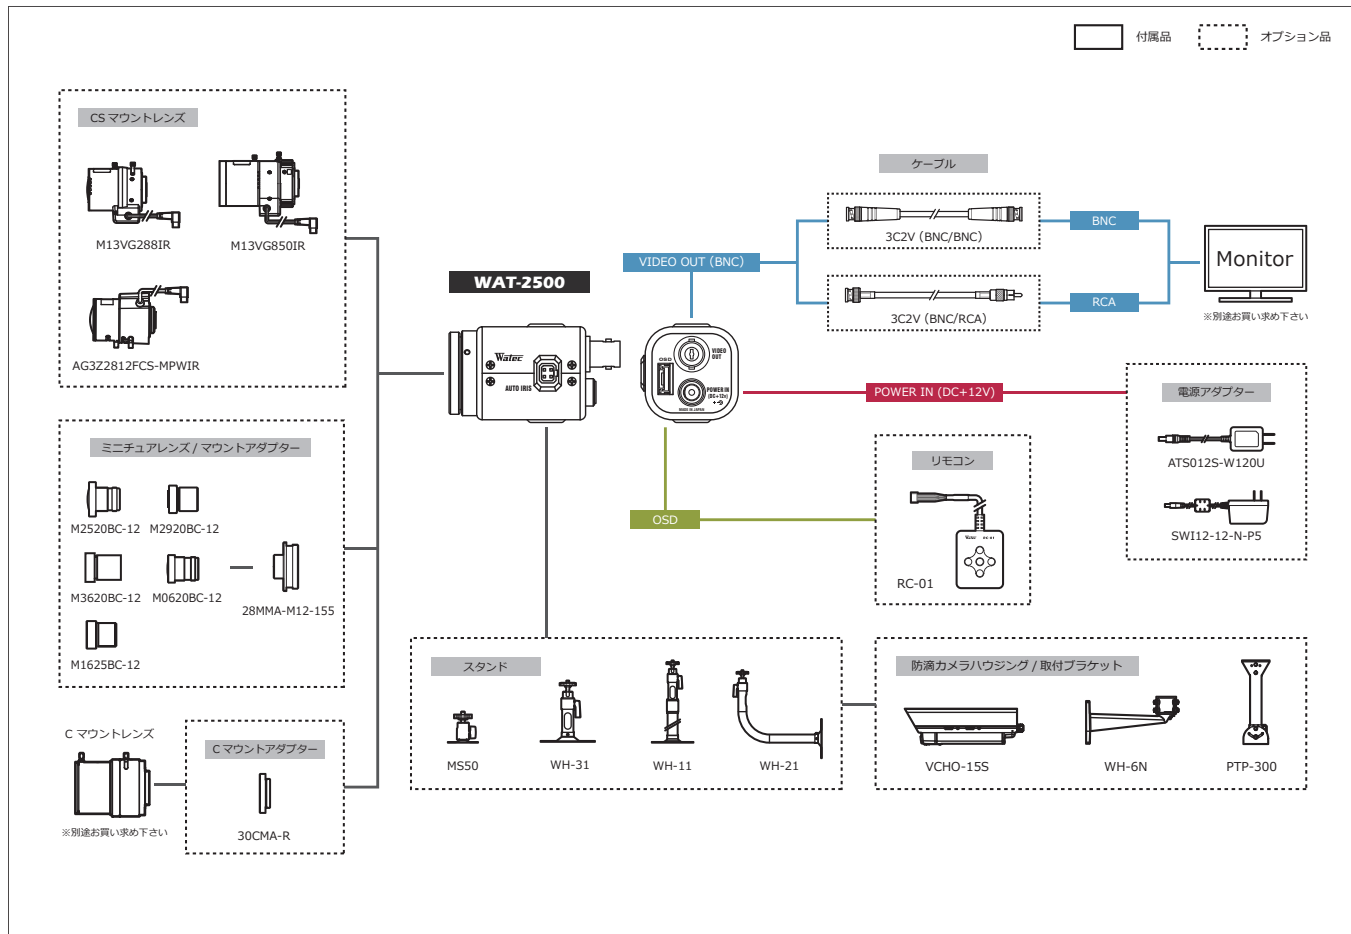 付属品
オプション品
CS マウントレンズ
M13VG288IR
M13VG850IR
AG3Z2812FCS-MPWIR
ミニチュアレンズ / マウントアダプター
M2520BC-12
M2920BC-12
M3620BC-12
M0620BC-12
28MMA-M12-155
M1625BC-12
C マウントレンズ
※別途お買い求め下さい
C マウントアダプター
30CMA-R
WAT-2500
Watec
AUTO IRIS
OSD
VIDEO
OUT
POWER IN
(DC+12v)
MADE IN JAPAN
VIDEO OUT (BNC)
ケーブル
3C2V (BNC/BNC)
3C2V (BNC/RCA)
BNC
RCA
Monitor
※別途お買い求め下さい
POWER IN (DC+12V)
電源アダプター
ATS012S-W120U
SWI12-12-N-P5
OSD
リモコン
Watec RC-01
RC-01
スタンド
MS50
WH-31
WH-11
WH-21
防滴カメラハウジング / 取付ブラケット
VCHO-15S
WH-6N
PTP-300